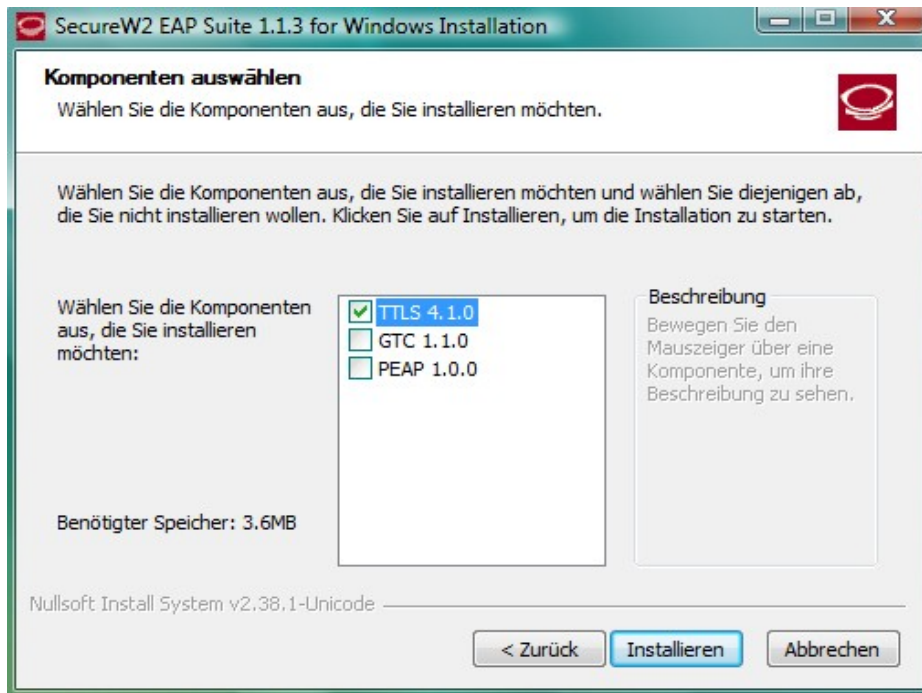 SecureW2 EAP Suite 1.1.3 for Windows Installation
Komponenten auswählen
Wählen Sie die Komponenten aus, die Sie installieren möchten.
Wählen Sie die Komponenten aus, die Sie installieren möchten und wählen Sie diejenigen ab,
die Sie nicht installieren wollen. Klicken Sie auf Installieren, um die Installation zu starten.
Wählen Sie die Komponenten
aus, die Sie installieren
möchten:
TTLS 4.1.0
GTC 1.1.0
PEAP 1.0.0
Beschreibung
Bewegen Sie den
Mauszeiger über eine
Komponente, um ihre
Beschreibung zu sehen.
Benötigter Speicher: 3.6MB
Nullsoft Install System v2.38.1-Unicode
< Zurück
Installieren
Abbrechen